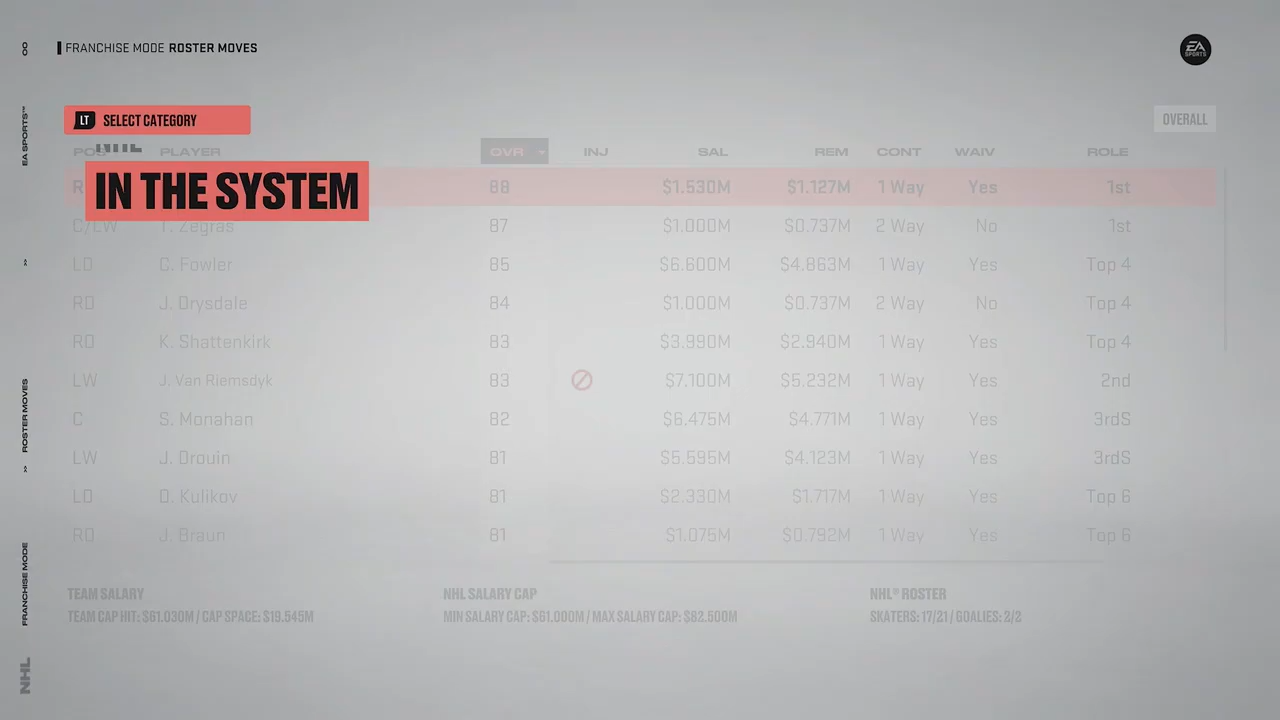 FRANCHISE MODE ROSTER MOVES
EA SPORTS
LT SELECT CATEGORY
OVERALL
NHL
POS PLAYER OVR INJ SAL REM CONT WAIV ROLE
IN THE SYSTEM
88 $1.530M $1.127M 1 Way Yes 1st
C/LW T. Zegras 87 $1.000M $0.737M 2 Way No 1st
LD C. Fowler 85 $6.600M $4.863M 1 Way Yes Top 4
RD J. Drysdale 84 $1.000M $0.737M 2 Way No Top 4
RD K. Shattenkirk 83 $3.990M $2.940M 1 Way Yes Top 4
LW J. Van Riemsdyk 83 $7.100M $5.232M 1 Way Yes 2nd
C S. Monahan 82 $6.475M $4.771M 1 Way Yes 3rdS
LW J. Drouin 81 $5.595M $4.123M 1 Way Yes 3rdS
LD D. Kulikov 81 $2.330M $1.717M 1 Way Yes Top 6
RD J. Braun 81 $1.075M $0.792M 1 Way Yes Top 6
TEAM SALARY
TEAM CAP HIT: $61.030M / CAP SPACE: $19.545M
NHL SALARY CAP
MIN SALARY CAP: $61.000M / MAX SALARY CAP: $82.500M
NHL® ROSTER
SKATERS: 17/21 / GOALIES: 2/2
EA SPORTS™
ROSTER MOVES
FRANCHISE MODE
NHL